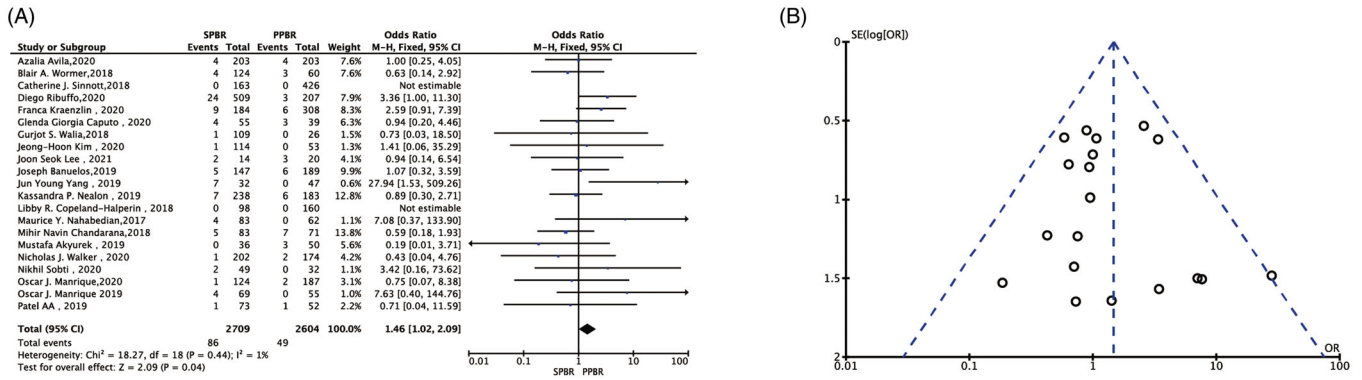 (A)
SPBR PPBR Odds Ratio Odds Ratio
Study or Subgroup Events Total Events Total Weight M-H, Fixed, 95% CI M-H, Fixed, 95% CI
Azalia Avila,2020 4 203 4 203 7.6% 1.00 [0.25, 4.05]
Blair A. Wormer,2018 4 124 3 60 7.6% 0.63 [0.14, 2.92]
Catherine J. Sinnott,2018 0 163 0 426 Not estimable
Diego Ribuffo,2020 24 509 3 207 7.9% 3.36 [1.00, 11.30]
Franca Kraenzlin , 2020 9 184 6 308 8.3% 2.59 [0.91, 7.39]
Glenda Giorgia Caputo , 2020 4 55 3 39 6.3% 0.94 [0.20, 4.46]
Gurjot S. Walia,2018 1 109 0 26 1.5% 0.73 [0.03, 18.50]
Jeong-Hoon Kim , 2020 1 114 0 53 1.3% 1.41 [0.06, 35.29]
Joon Seok Lee , 2021 2 14 3 20 4.1% 0.94 [0.14, 6.54]
Joseph Banuelos,2019 5 147 6 189 9.9% 1.07 [0.32, 3.59]
Jun Young Yang , 2019 7 32 0 47 0.6% 27.94 [1.53, 509.26]
Kassandra P. Nealon , 2019 7 238 6 183 12.8% 0.89 [0.30, 2.71]
Libby R. Copeland-Halperin , 2018 0 98 0 160 Not estimable
Maurice Y. Nahabedian,2017 4 83 0 62 1.1% 7.08 [0.37, 133.90]
Mihir Navin Chandarana,2018 5 83 7 71 13.8% 0.59 [0.18, 1.93]
Mustafa Akyurek , 2019 0 36 3 50 5.6% 0.19 [0.01, 3.71]
Nicholas J. Walker , 2020 1 202 2 174 4.2% 0.43 [0.04, 4.76]
Nikhil Sobti , 2020 2 49 0 32 1.1% 3.42 [0.16, 73.62]
Oscar J. Manrique,2020 1 124 2 187 3.1% 0.75 [0.07, 8.38]
Oscar J. Manrique 2019 4 69 0 55 1.0% 7.63 [0.40, 144.76]
Patel AA , 2019 1 73 1 52 2.2% 0.71 [0.04, 11.59]
Total (95% CI) 2709 2604 100.0% 1.46 [1.02, 2.09]
Total events 86 49
Heterogeneity: Chi² = 18.27, df = 18 (P = 0.44); I² = 1%
Test for overall effect: Z = 2.09 (P = 0.04)
0.01 0.1 1 10 100
SPBR PPBR
(B)
SE(log[OR])
0
0.5
1
1.5
2
OR
0.01 0.1 1 10 100